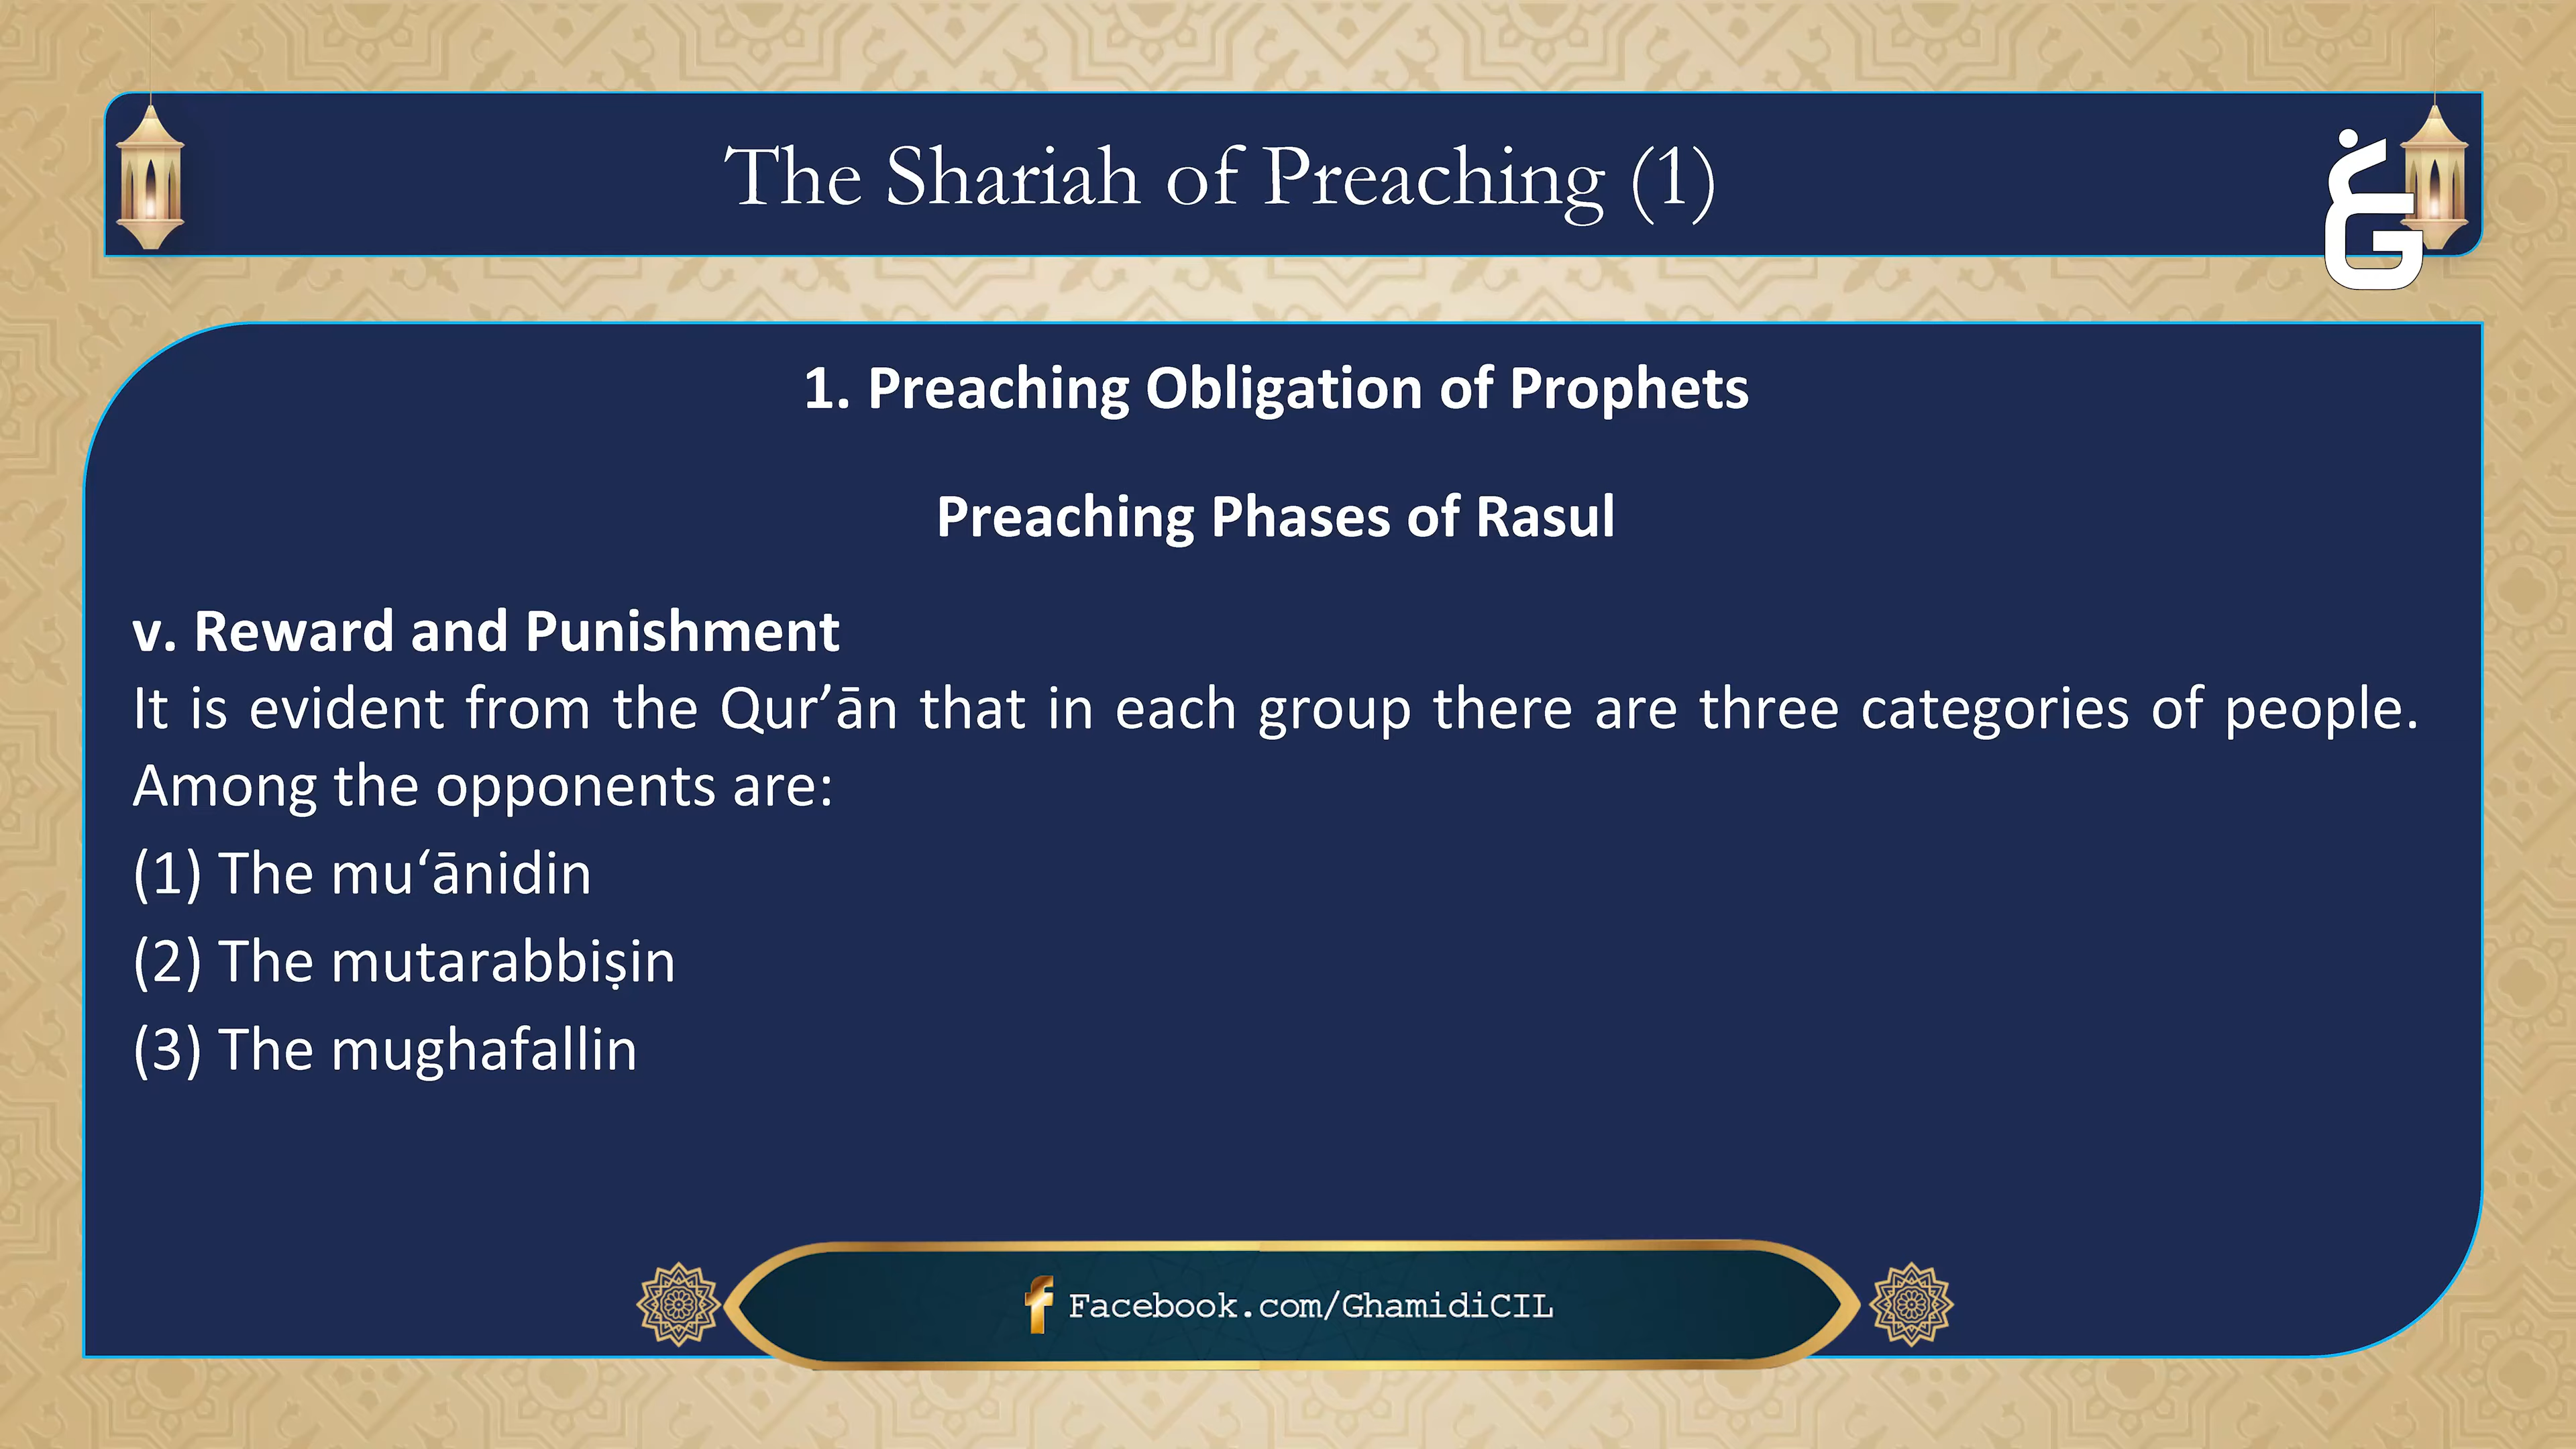 The Shariah of Preaching (1)
غ
G
1. Preaching Obligation of Prophets
Preaching Phases of Rasul
v. Reward and Punishment
It is evident from the Qur’ān that in each group there are three categories of people.
Among the opponents are:
(1) The mu‘ānidin
(2) The mutarabbiṣin
(3) The mughafallin
f Facebook.com/GhamidiCIL